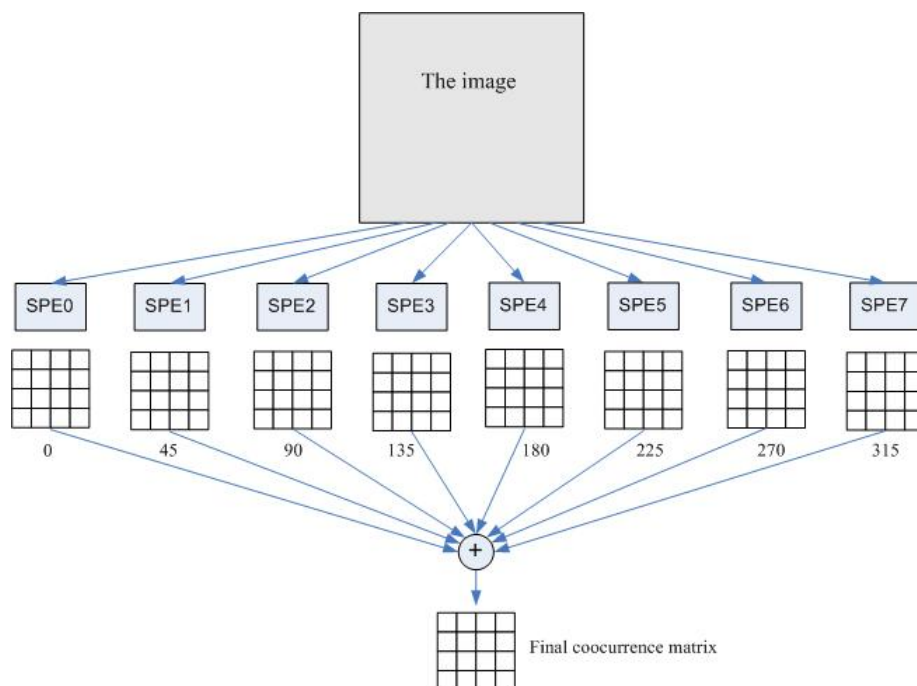 The image
SPE0 SPE1 SPE2 SPE3 SPE4 SPE5 SPE6 SPE7
0 45 90 135 180 225 270 315
+
Final coocurrence matrix